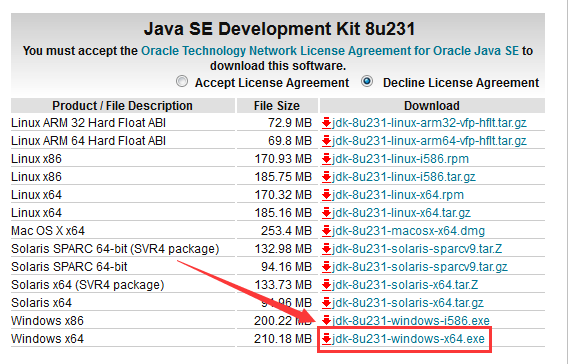 Java SE Development Kit 8u231
You must accept the Oracle Technology Network License Agreement for Oracle Java SE to
download this software.
Accept License Agreement Decline License Agreement
Product / File Description File Size Download
Linux ARM 32 Hard Float ABI 72.9 MB jdk-8u231-linux-arm32-vfp-hflt.tar.gz
Linux ARM 64 Hard Float ABI 69.8 MB jdk-8u231-linux-arm64-vfp-hflt.tar.gz
Linux x86 170.93 MB jdk-8u231-linux-i586.rpm
Linux x86 185.75 MB jdk-8u231-linux-i586.tar.gz
Linux x64 170.32 MB jdk-8u231-linux-x64.rpm
Linux x64 185.16 MB jdk-8u231-linux-x64.tar.gz
Mac OS X x64 253.4 MB jdk-8u231-macosx-x64.dmg
Solaris SPARC 64-bit (SVR4 package) 132.98 MB jdk-8u231-solaris-sparcv9.tar.Z
Solaris SPARC 64-bit 94.16 MB jdk-8u231-solaris-sparcv9.tar.gz
Solaris x64 (SVR4 package) 133.73 MB jdk-8u231-solaris-x64.tar.Z
Solaris x64 94.96 MB jdk-8u231-solaris-x64.tar.gz
Windows x86 200.22 MB jdk-8u231-windows-i586.exe
Windows x64 210.18 MB jdk-8u231-windows-x64.exe